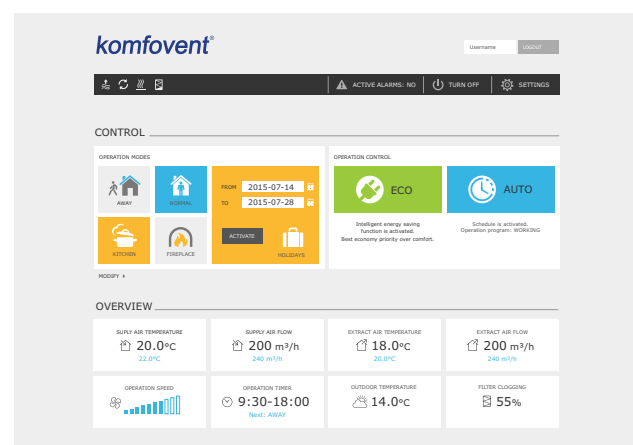 komfovent®
Username
LOGOUT
ACTIVE ALARMS: NO
TURN OFF
SETTINGS
CONTROL
OPERATION MODES
AWAY
NORMAL
KITCHEN
FIREPLACE
FROM 2015-07-14
TO 2015-07-28
ACTIVATE
HOLIDAYS
MODIFY
OPERATION CONTROL
ECO
AUTO
Intelligent energy saving
function is activated.
Best economy priority over comfort.
Schedule is activated.
Operation program: WORKING
OVERVIEW
SUPLY AIR TEMPERATURE
20.0°C
22.0°C
SUPPLY AIR FLOW
200 m³/h
240 m³/h
EXTRACT AIR TEMPERATURE
18.0°C
20.0°C
EXTRACT AIR FLOW
200 m³/h
240 m³/h
OPERATION SPEED
OPERATION TIMER
9:30-18:00
Next: AWAY
OUTDOOR TEMPERATURE
14.0°C
FILTER CLOGGING
55%